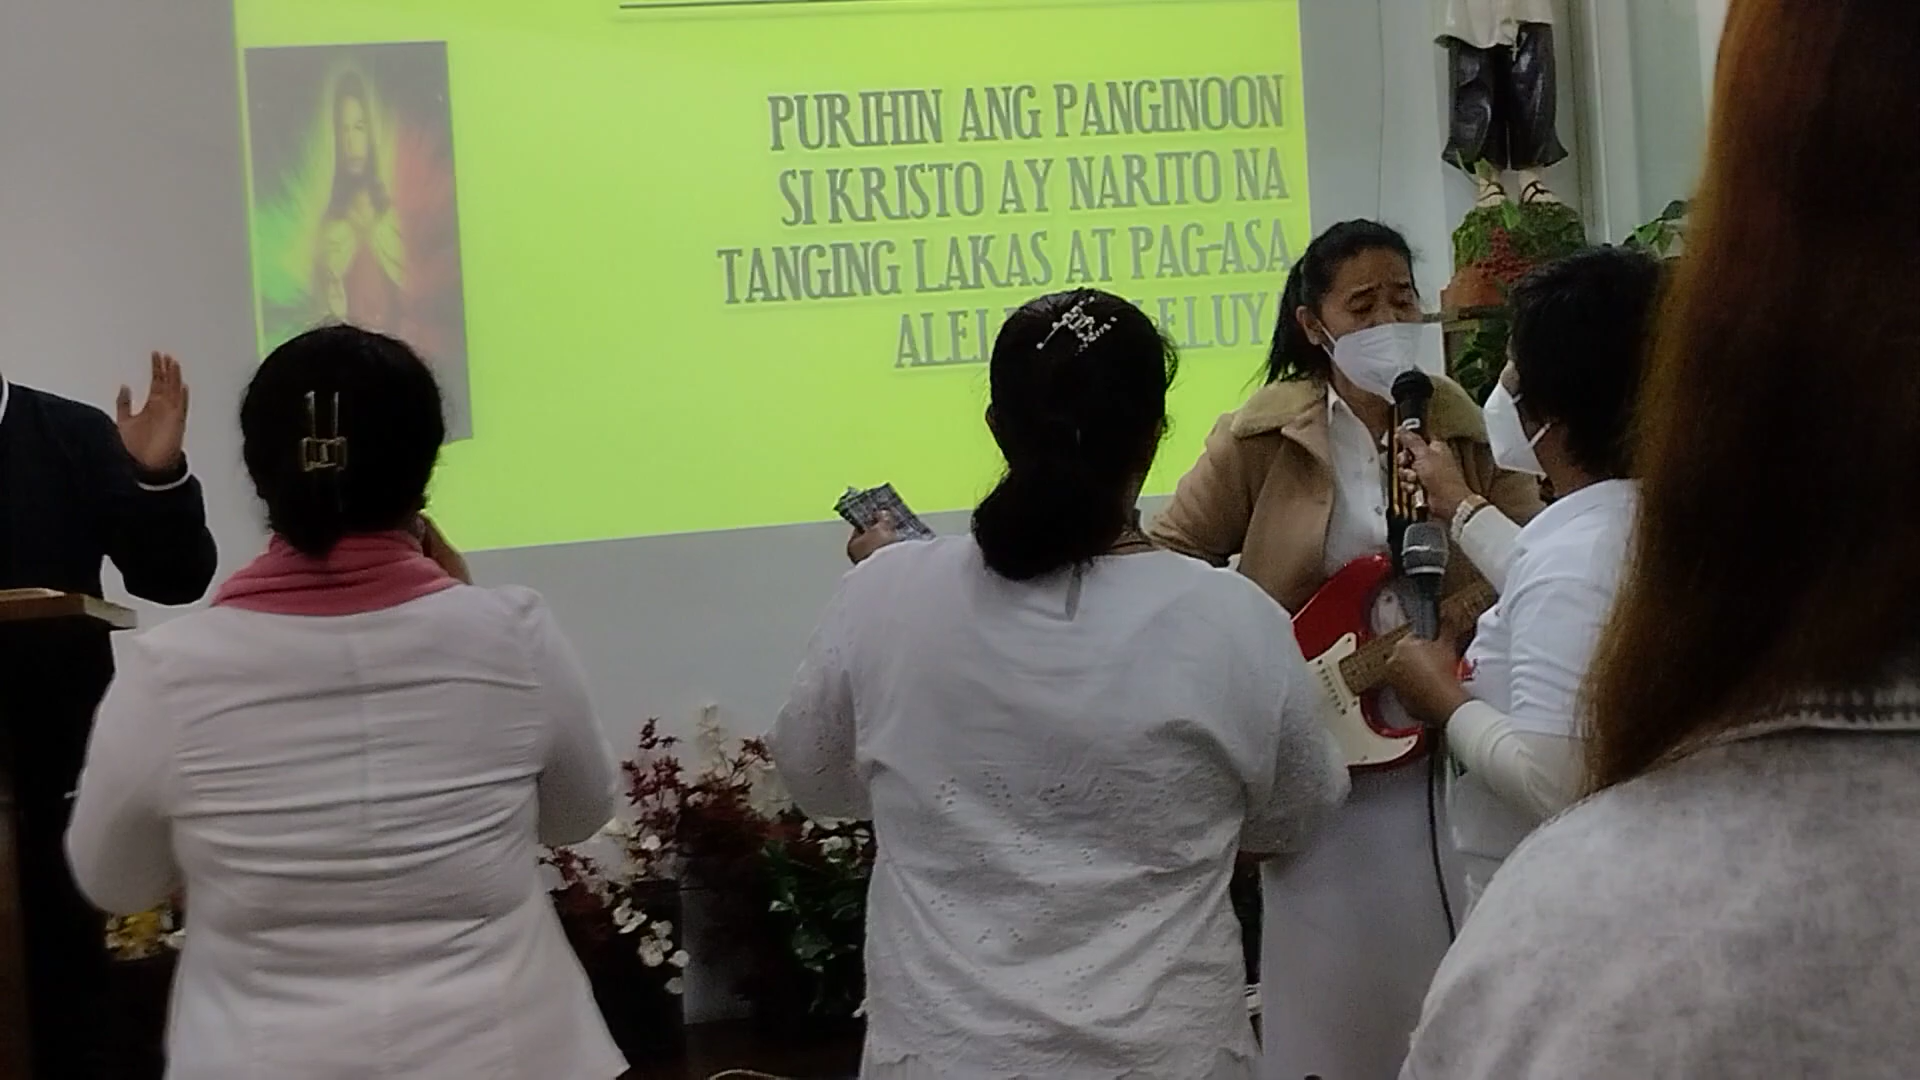 PURIHIN ANG PANGINOON
SI KRISTO AY NARITO NA
TANGING LAKAS AT PAG-ASA